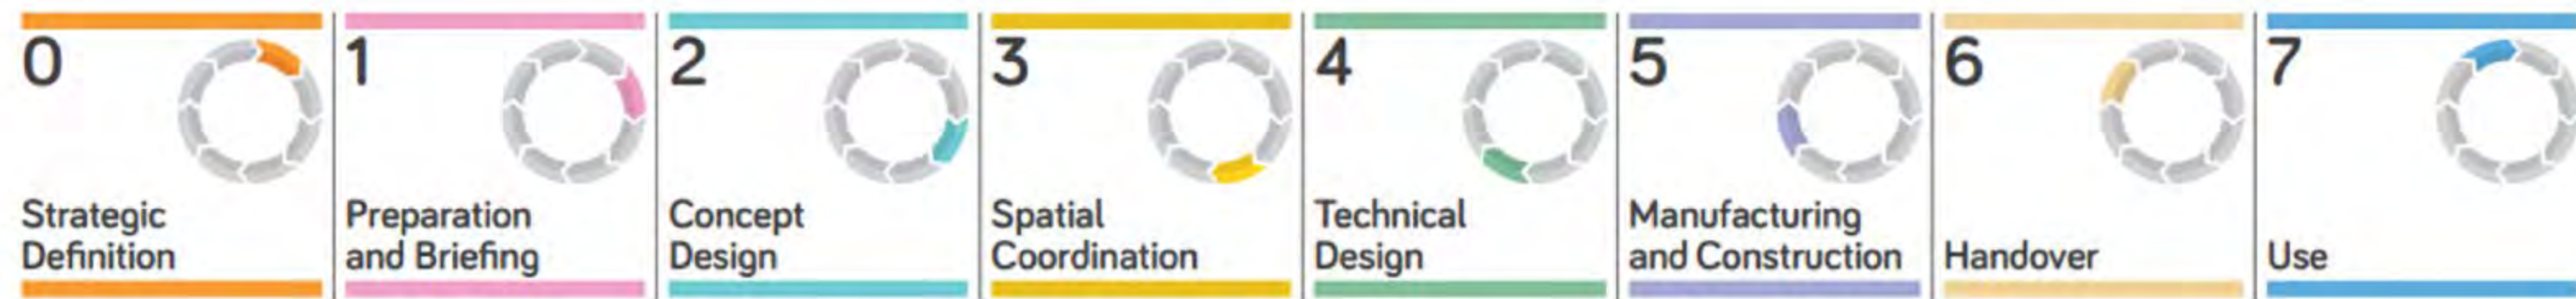 0
Strategic
Definition
1
Preparation
and Briefing
2
Concept
Design
3
Spatial
Coordination
4
Technical
Design
5
Manufacturing
and Construction
6
Handover
7
Use